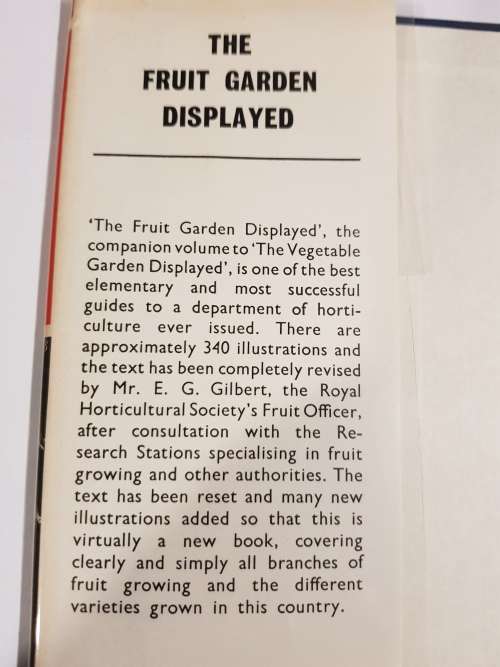 THE
FRUIT GARDEN
DISPLAYED
‘The Fruit Garden Displayed’, the
companion volume to ‘The Vegetable
Garden Displayed’, is one of the best
elementary and most successful
guides to a department of horti-
culture ever issued. There are
approximately 340 illustrations and
the text has been completely revised
by Mr. E. G. Gilbert, the Royal
Horticultural Society’s Fruit Officer,
after consultation with the Re-
search Stations specialising in fruit
growing and other authorities. The
text has been reset and many new
illustrations added so that this is
virtually a new book, covering
clearly and simply all branches of
fruit growing and the different
varieties grown in this country.